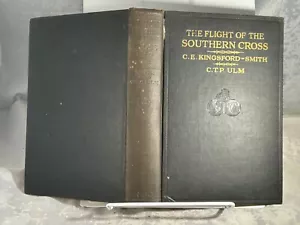 THE FLIGHT OF THE
SOUTHERN CROSS
C.E. KINGSFORD-SMITH
C.T.P. ULM